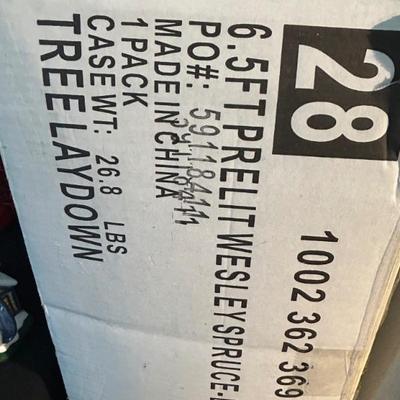 28
1002 362 369
6.5FT PRELIT WESLEY SPRUCE-
PO#: 591184111
MADE IN CHINA
1 PACK
CASE WT: 26.8 LBS
TREE LAYDOWN